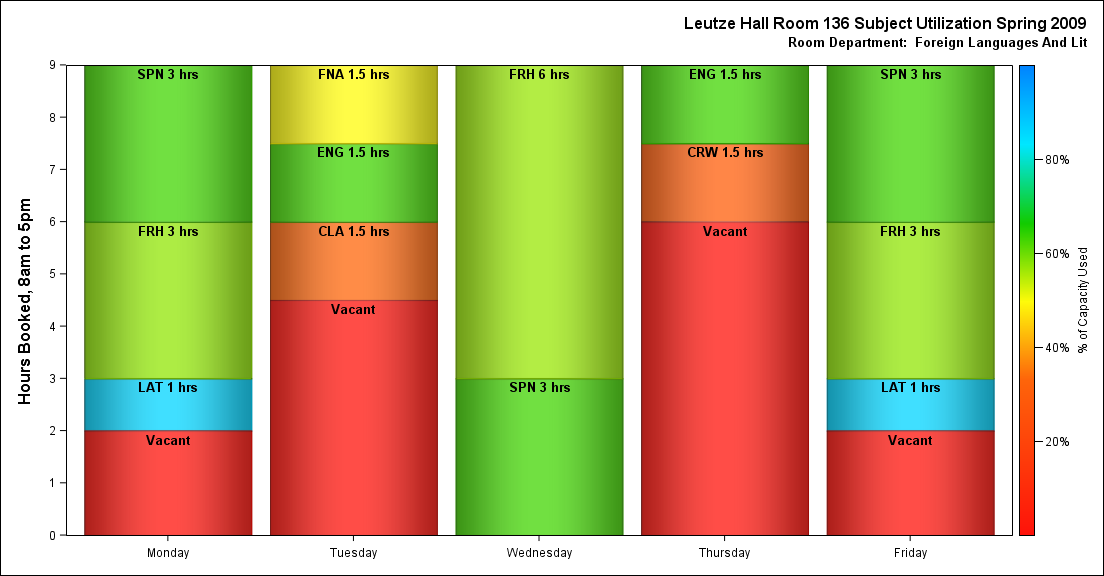 Leutze Hall Room 136 Subject Utilization Spring 2009
Room Department:  Foreign Languages And Lit
Hours Booked, 8am to 5pm
9
8
7
6
5
4
3
2
1
0
SPN 3 hrs
FRH 3 hrs
LAT 1 hrs
Vacant
Monday
FNA 1.5 hrs
ENG 1.5 hrs
CLA 1.5 hrs
Vacant
Tuesday
FRH 6 hrs
SPN 3 hrs
Wednesday
ENG 1.5 hrs
CRW 1.5 hrs
Vacant
Thursday
SPN 3 hrs
FRH 3 hrs
LAT 1 hrs
Vacant
Friday
80%
60%
40%
20%
% of Capacity Used